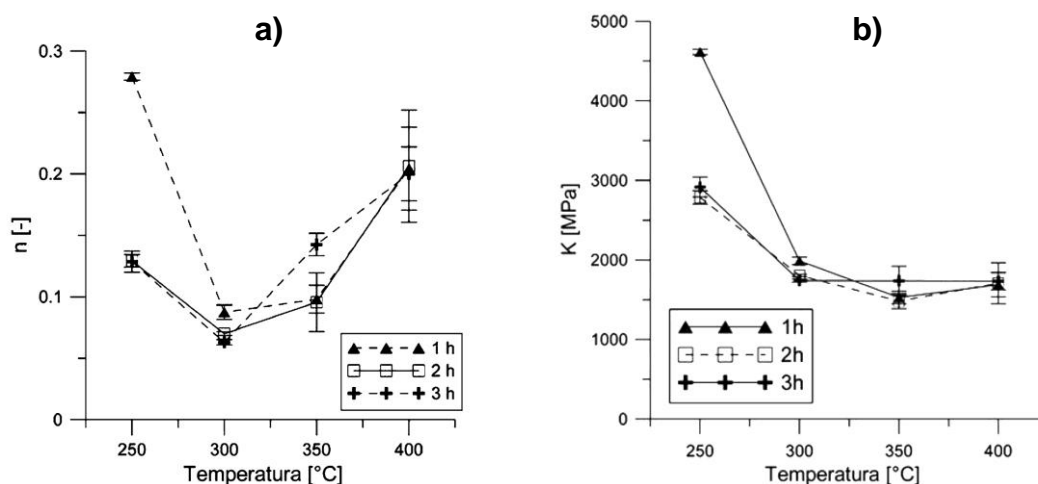 a)
0.3
0.2
0.1
0
n [-]
250 300 350 400
Temperatura [°C]
1 h
2 h
3 h
b)
5000
4000
3000
2000
1000
0
K [MPa]
250 300 350 400
Temperatura [°C]
1h
2h
3h